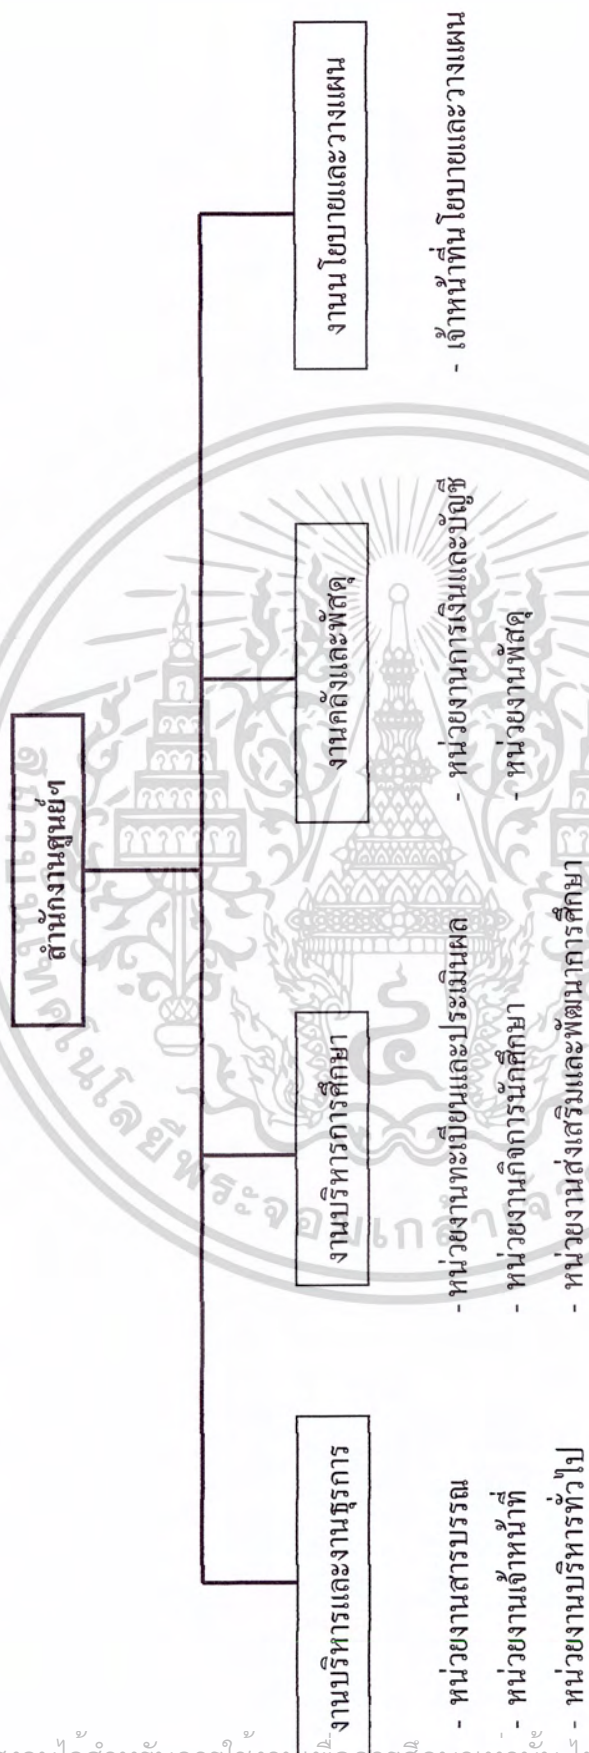 สำนักงานศูนย์ฯ
งานบริหารและงานธุรการ
- หน่วยงานสารบรรณ
- หน่วยงานเจ้าหน้าที่
- หน่วยงานบริหารทั่วไป
งานบริหารการศึกษา
- หน่วยงานทะเบียนและประเมินผล
- หน่วยงานกิจการนักศึกษา
- หน่วยงานส่งเสริมและพัฒนาการศึกษา
งานคลังและพัสดุ
- หน่วยงานการเงินและบัญชี
- หน่วยงานพัสดุ
งานนโยบายและวางแผน
- เจ้าหน้าที่นโยบายและวางแผน